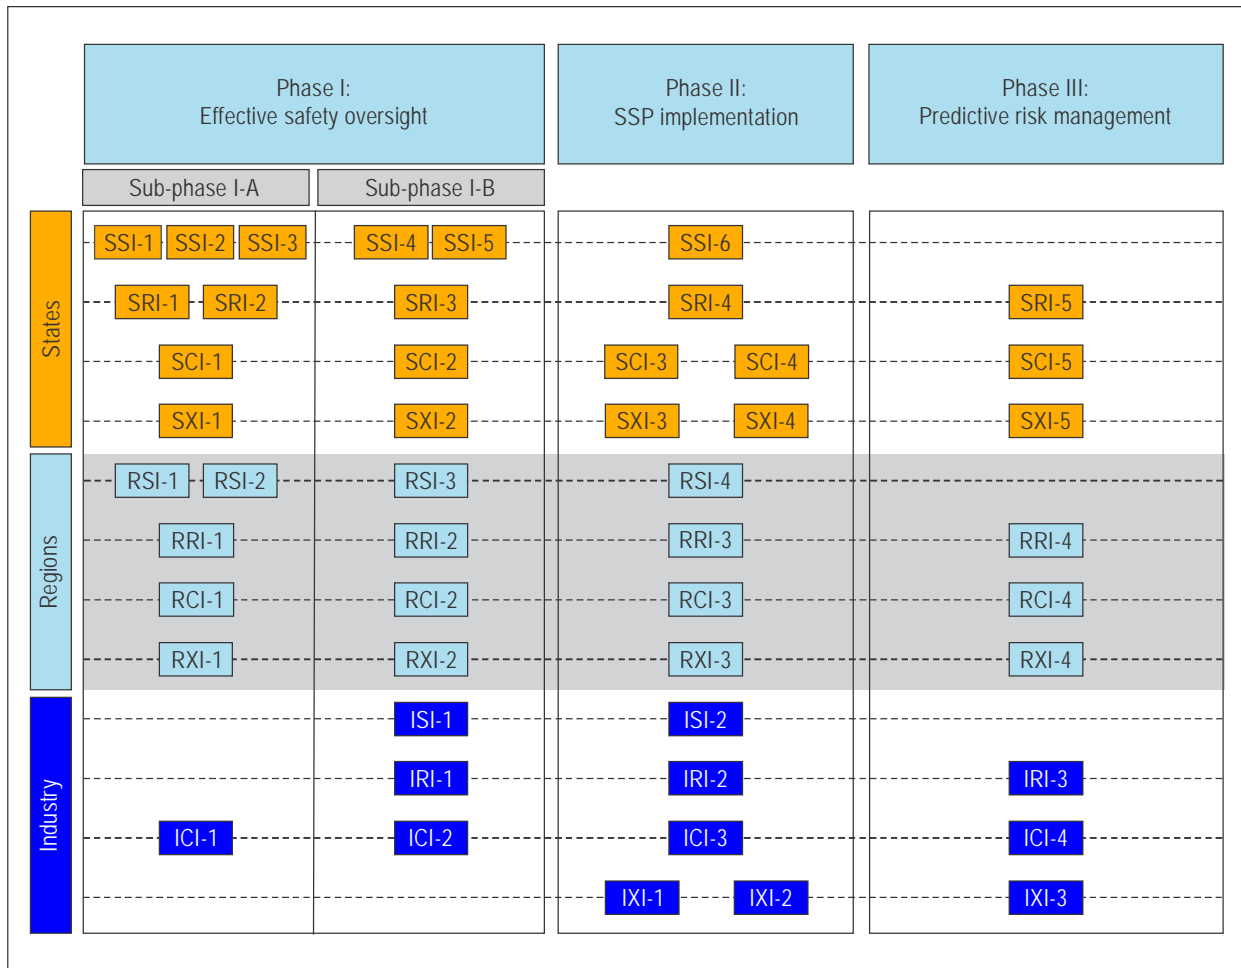 Phase I:
Effective safety oversight
Phase II:
SSP implementation
Phase III:
Predictive risk management
Sub-phase I-A
Sub-phase I-B
States
SSI-1 SSI-2 SSI-3 SSI-4 SSI-5 SSI-6
SRI-1 SRI-2 SRI-3 SRI-4 SRI-5
SCI-1 SCI-2 SCI-3 SCI-4 SCI-5
SXI-1 SXI-2 SXI-3 SXI-4 SXI-5
Regions
RSI-1 RSI-2 RSI-3 RSI-4
RRI-1 RRI-2 RRI-3 RRI-4
RCI-1 RCI-2 RCI-3 RCI-4
RXI-1 RXI-2 RXI-3 RXI-4
Industry
ISI-1 ISI-2
IRI-1 IRI-2 IRI-3
ICI-1 ICI-2 ICI-3 ICI-4
IXI-1 IXI-2 IXI-3